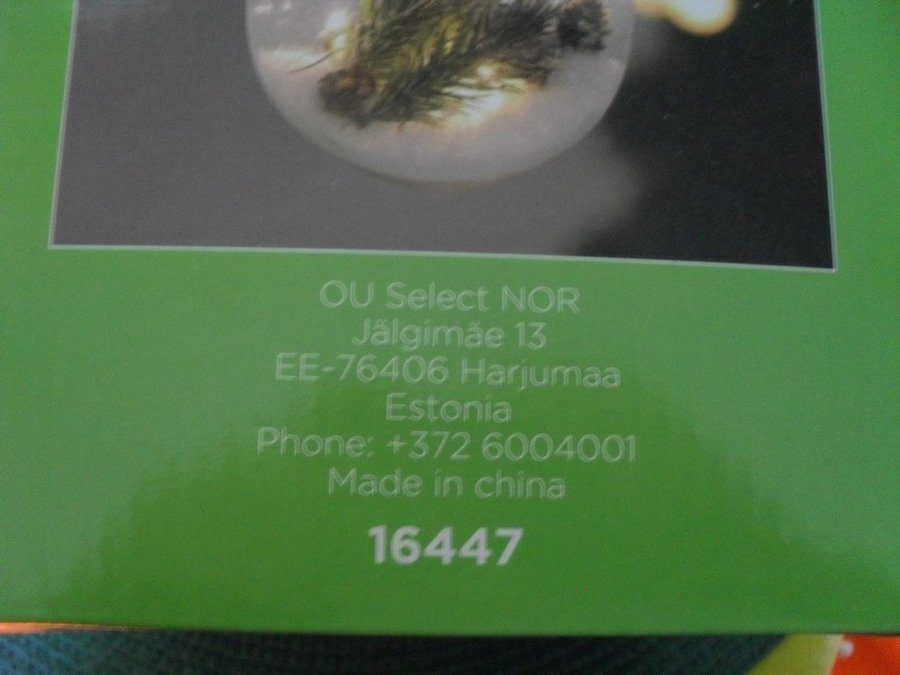 OU Select NOR
Jälgimäe 13
EE-76406 Harjumaa
Estonia
Phone: +372 6004001
Made in china
16447